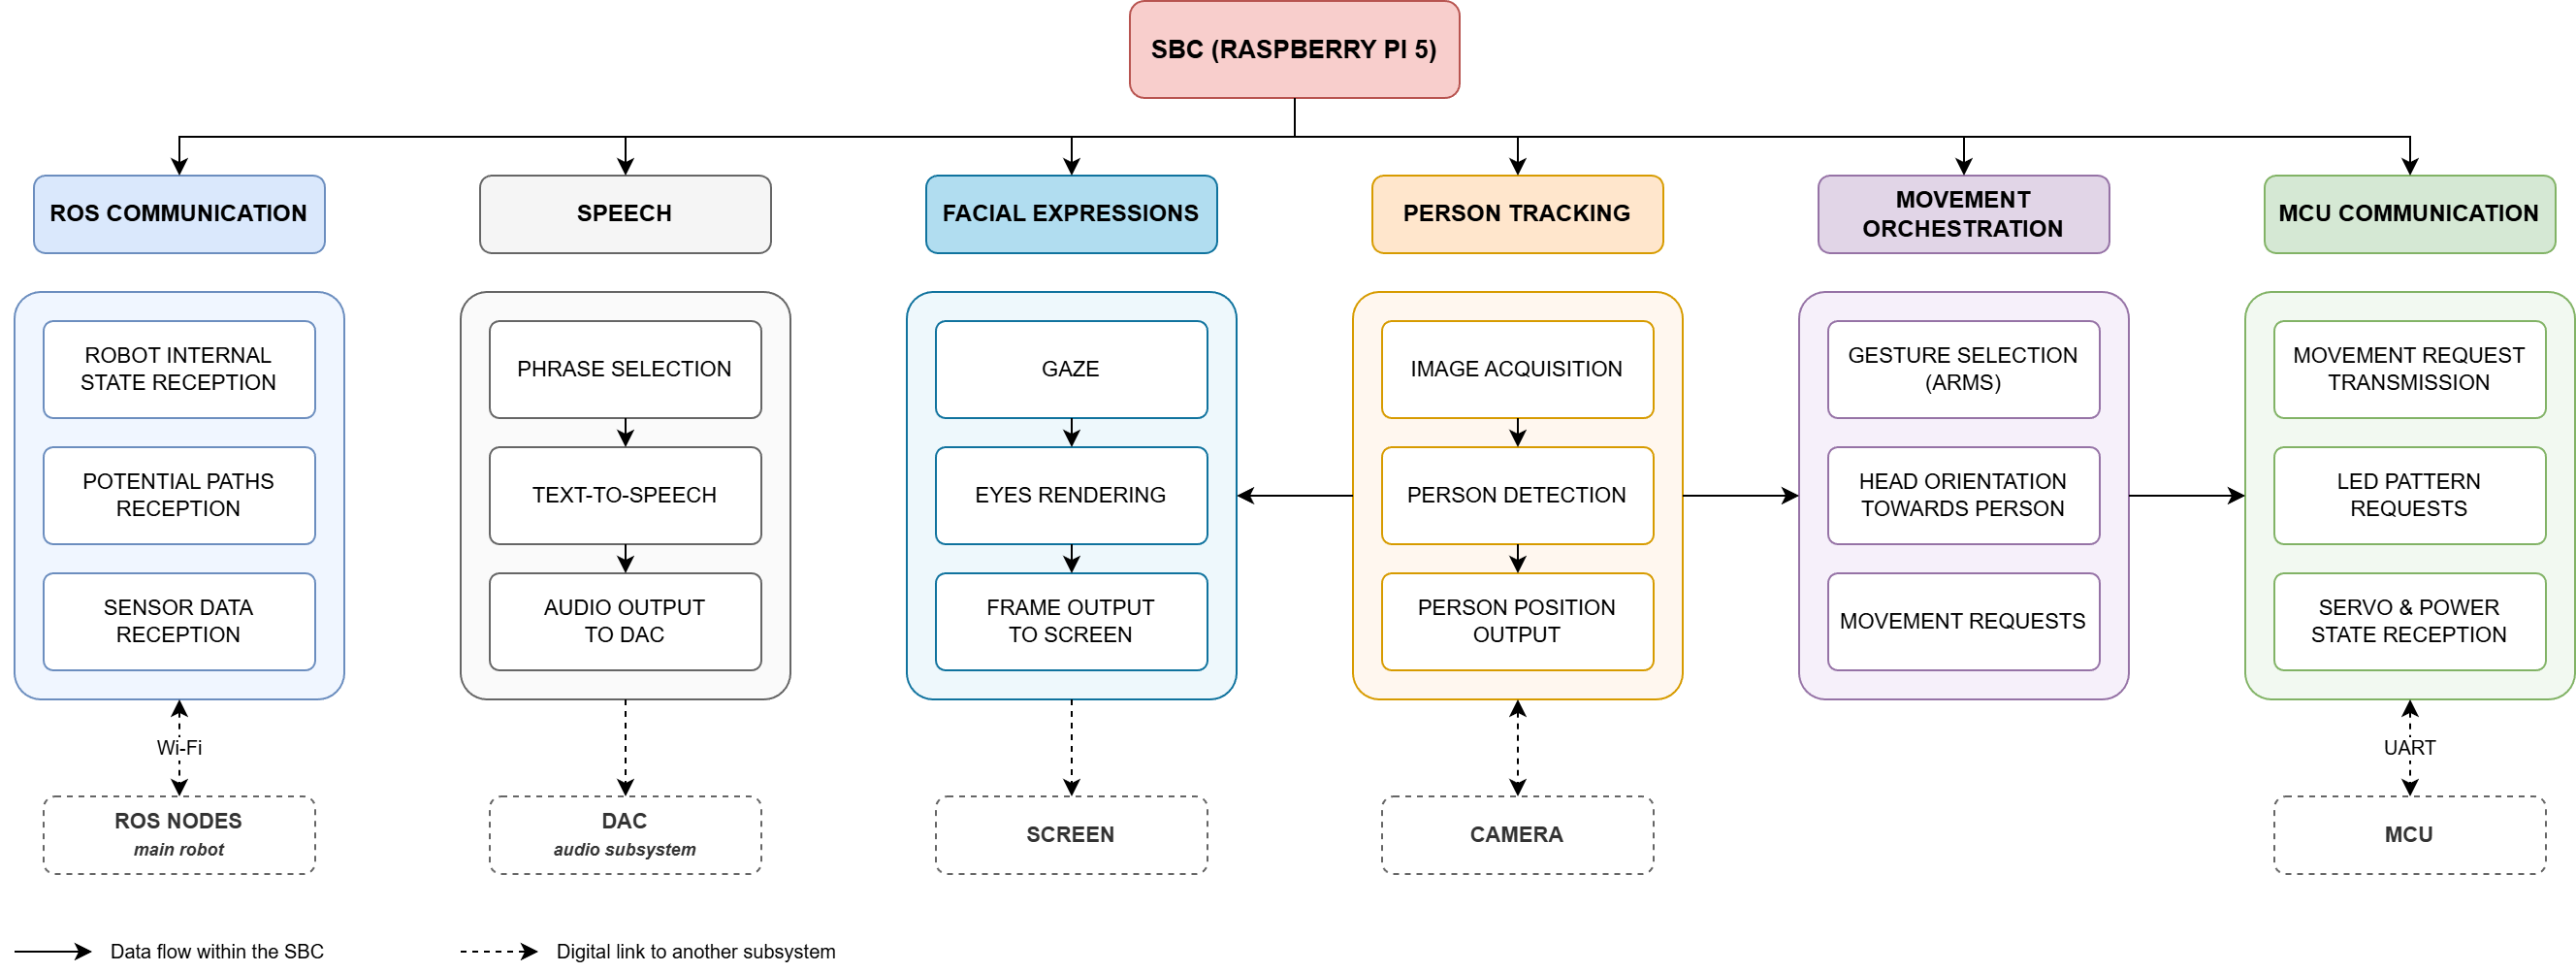 SBC (RASPBERRY PI 5)
ROS COMMUNICATION
SPEECH
FACIAL EXPRESSIONS
PERSON TRACKING
MOVEMENT
ORCHESTRATION
MCU COMMUNICATION
ROBOT INTERNAL
STATE RECEPTION
POTENTIAL PATHS
RECEPTION
SENSOR DATA
RECEPTION
PHRASE SELECTION
TEXT-TO-SPEECH
AUDIO OUTPUT
TO DAC
GAZE
EYES RENDERING
FRAME OUTPUT
TO SCREEN
IMAGE ACQUISITION
PERSON DETECTION
PERSON POSITION
OUTPUT
GESTURE SELECTION
(ARMS)
HEAD ORIENTATION
TOWARDS PERSON
MOVEMENT REQUESTS
MOVEMENT REQUEST
TRANSMISSION
LED PATTERN
REQUESTS
SERVO & POWER
STATE RECEPTION
Wi-Fi
UART
ROS NODES
main robot
DAC
audio subsystem
SCREEN
CAMERA
MCU
Data flow within the SBC
Digital link to another subsystem